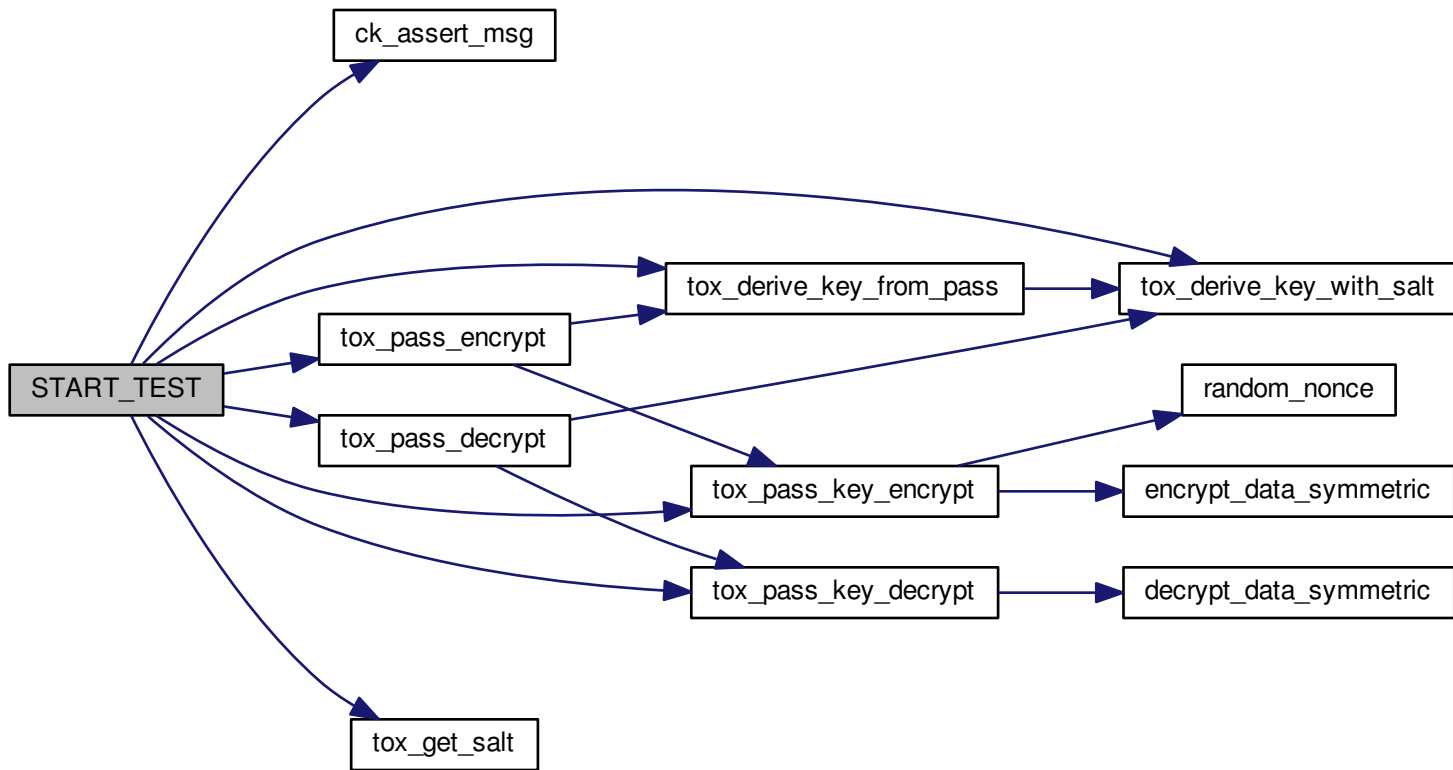 ck_assert_msg
tox_derive_key_from_pass
tox_derive_key_with_salt
tox_pass_encrypt
START_TEST
random_nonce
tox_pass_decrypt
tox_pass_key_encrypt
encrypt_data_symmetric
tox_pass_key_decrypt
decrypt_data_symmetric
tox_get_salt